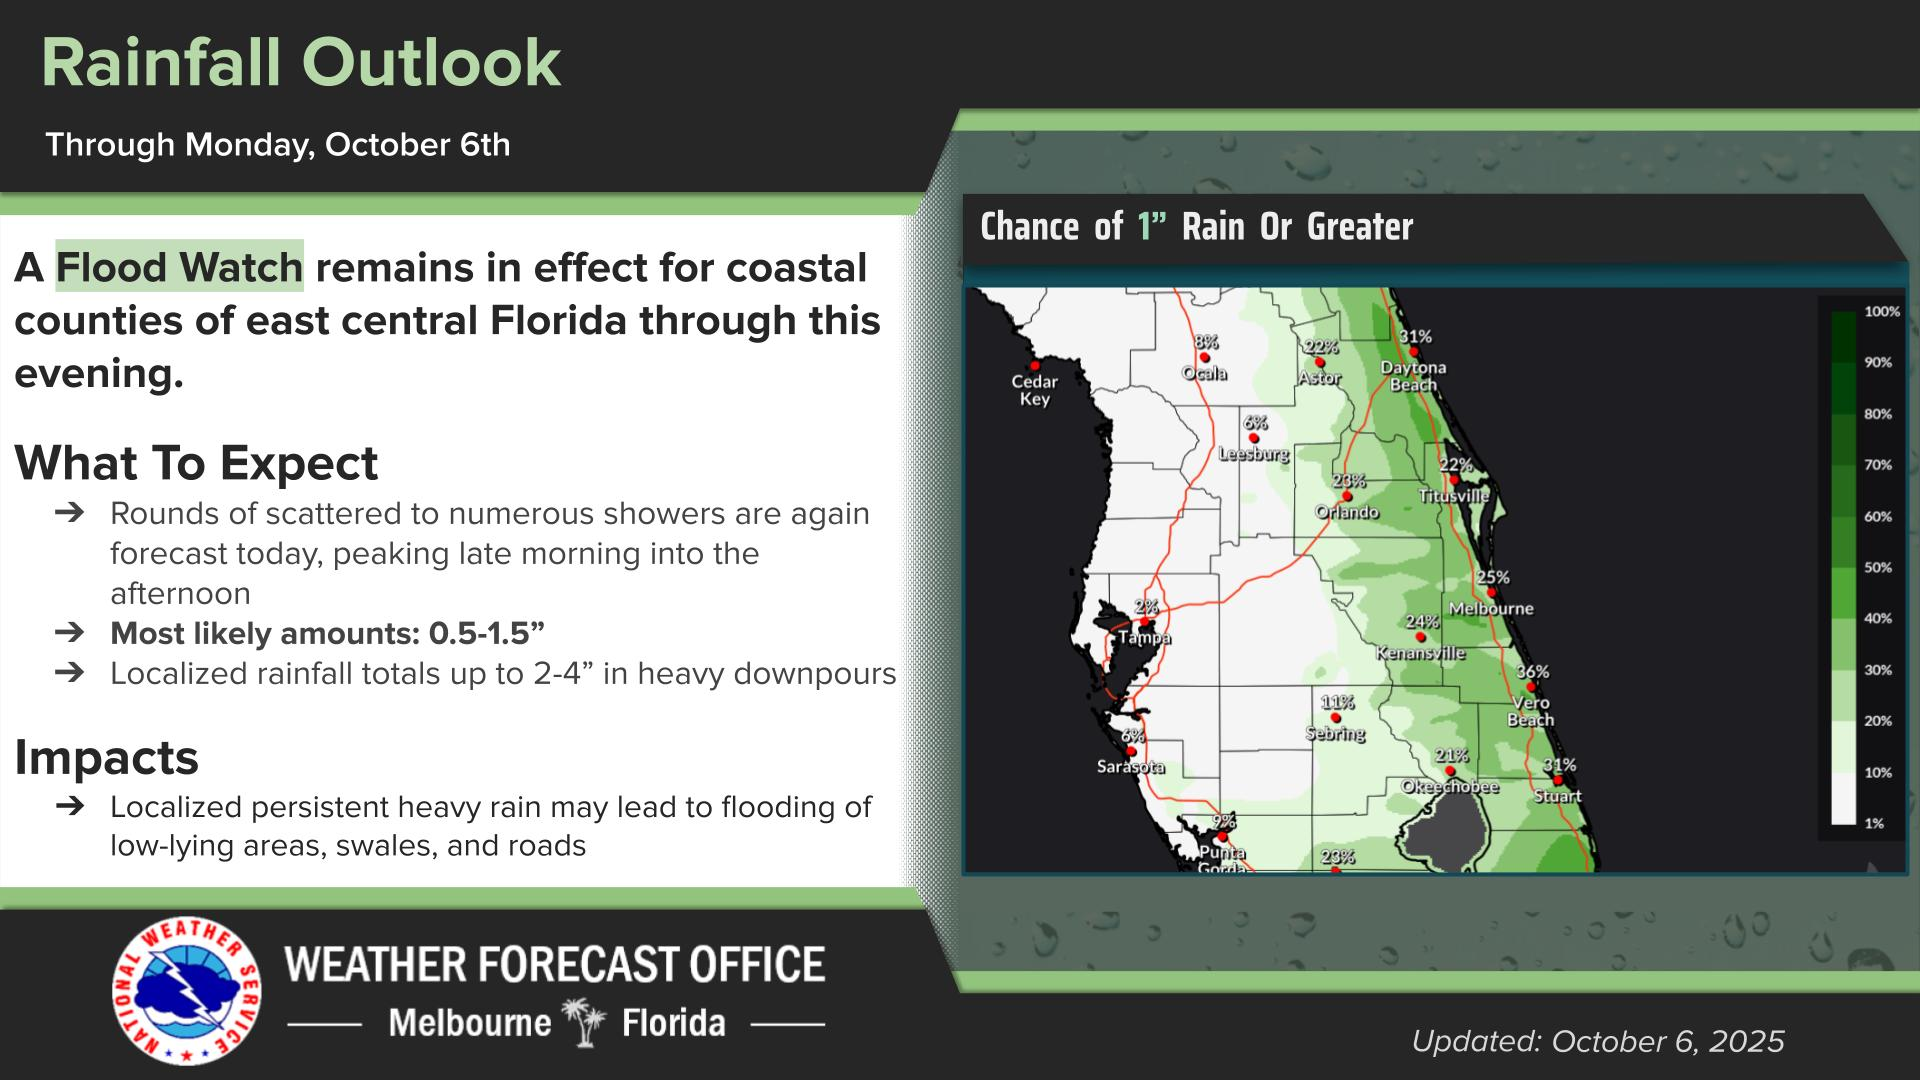 Rainfall Outlook
Through Monday, October 6th
A Flood Watch remains in effect for coastal
counties of east central Florida through this
evening.
What To Expect
➔ Rounds of scattered to numerous showers are again
forecast today, peaking late morning into the
afternoon
➔ Most likely amounts: 0.5-1.5”
➔ Localized rainfall totals up to 2-4” in heavy downpours
Impacts
➔ Localized persistent heavy rain may lead to flooding of
low-lying areas, swales, and roads
Chance of 1” Rain Or Greater
Cedar
Key
8%
Ocala
22%
Astor
31%
Daytona
Beach
6%
Leesburg
23%
Orlando
22%
Titusville
2%
Tampa
25%
Melbourne
24%
Kenansville
36%
Vero
Beach
11%
Sebring
6%
Sarasota
21%
Okeechobee
31%
Stuart
9%
Punta
Gorda
23%
100%
90%
80%
70%
60%
50%
40%
30%
20%
10%
1%
NATIONAL WEATHER SERVICE
WEATHER FORECAST OFFICE
Melbourne Florida
Updated: October 6, 2025